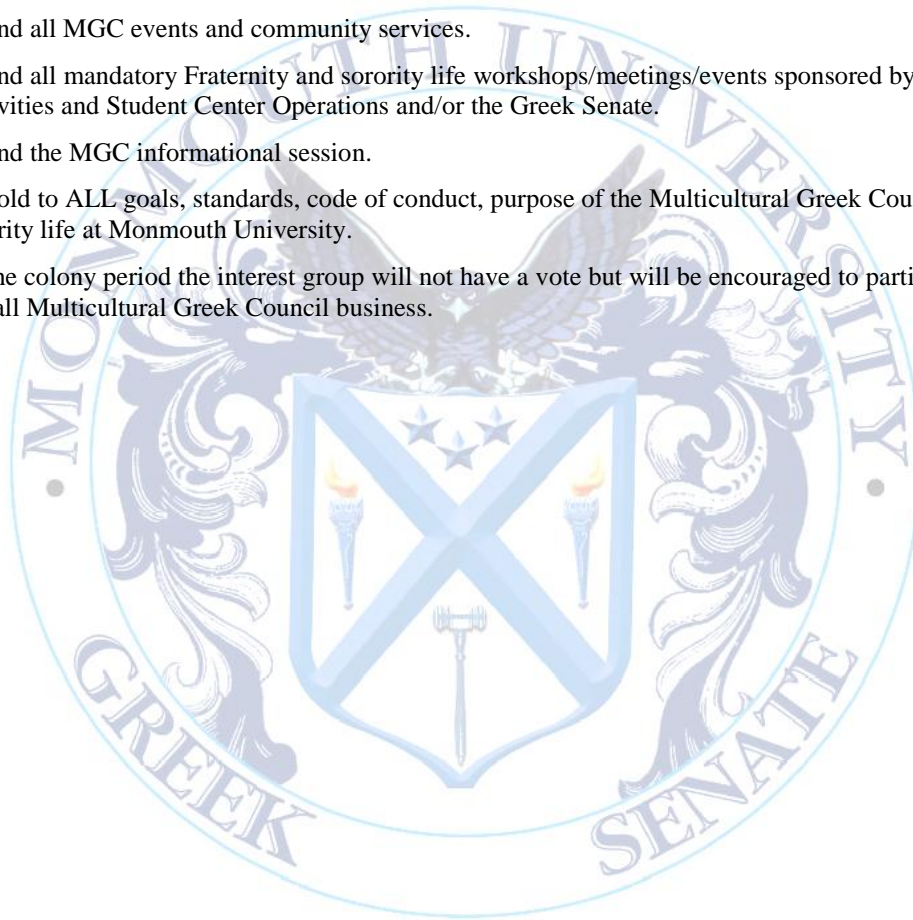 nd all MGC events and community services.
nd all mandatory Fraternity and sorority life workshops/meetings/events sponsored by
vities and Student Center Operations and/or the Greek Senate.
nd the MGC informational session.
old to ALL goals, standards, code of conduct, purpose of the Multicultural Greek Cou
rity life at Monmouth University.
ne colony period the interest group will not have a vote but will be encouraged to parti
all Multicultural Greek Council business.
MONMOUTH UNIVERSITY
GREEK SENATE